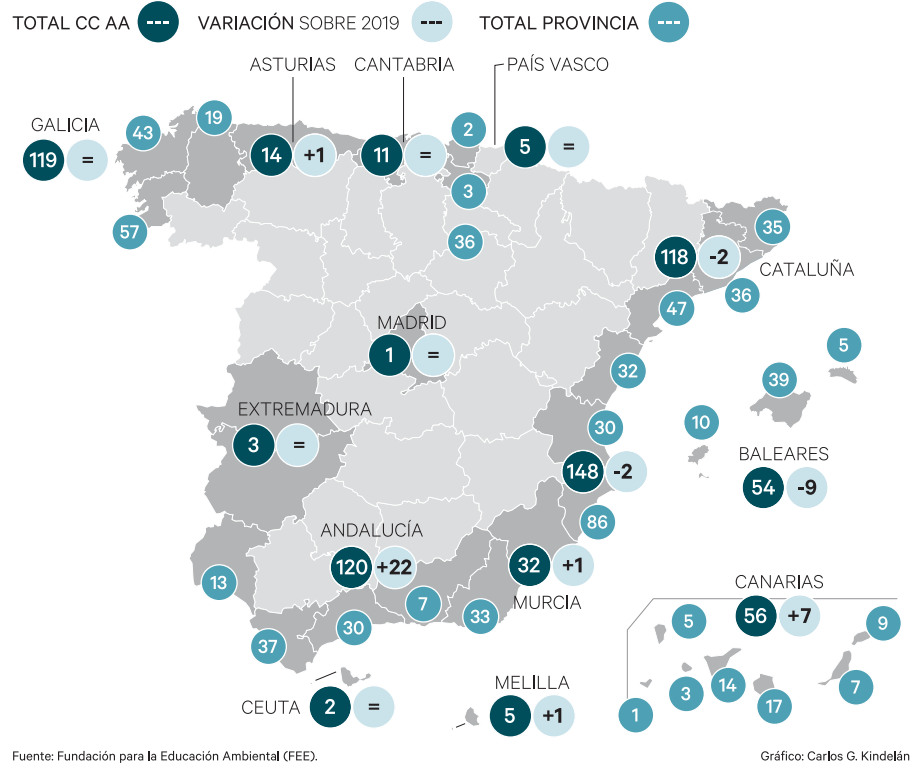 TOTAL CC AA --- VARIACIÓN SOBRE 2019 --- TOTAL PROVINCIA ---
ASTURIAS CANTABRIA PAÍS VASCO
GALICIA 43 19 2
119 = 14 +1 11 = 5 =
3
57 36 35
118 -2
CATALUÑA
36
47
MADRID
1 =
5
32 39
EXTREMADURA
3 =
30 10
BALEARES
148 -2 54 -9
86
ANDALUCÍA
120 +22 32 +1
MURCIA
13 7 33
30
37
CANARIAS
56 +7
5 9
3 14 7
1 17
CEUTA 2 =
MELILLA
5 +1
Fuente: Fundación para la Educación Ambiental (FEE). Gráfico: Carlos G. Kindelán